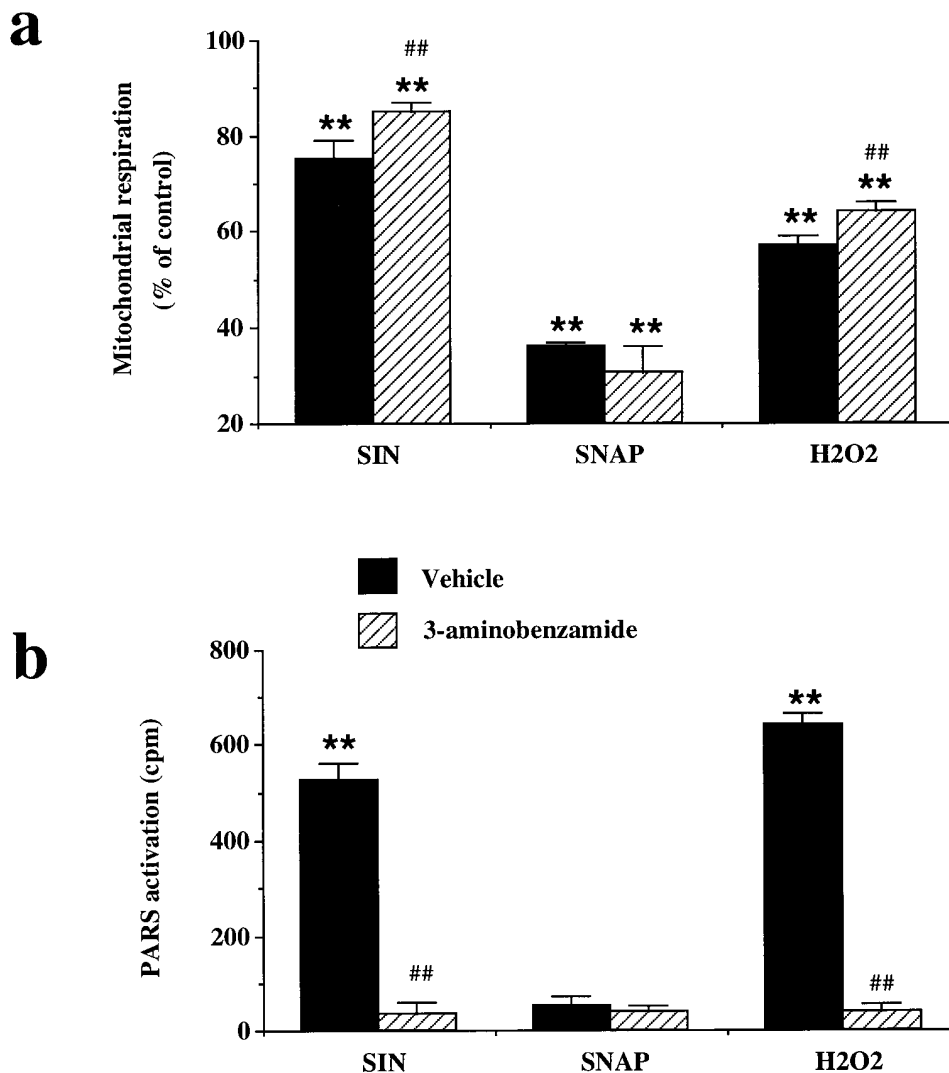 a
Mitochondrial respiration
(% of control)
100
80
60
40
20
##
**
**
**
**
##
**
**
SIN
SNAP
H2O2
Vehicle
3-aminobenzamide
b
PARS activation (cpm)
800
600
400
200
0
**
##
**
##
SIN
SNAP
H2O2